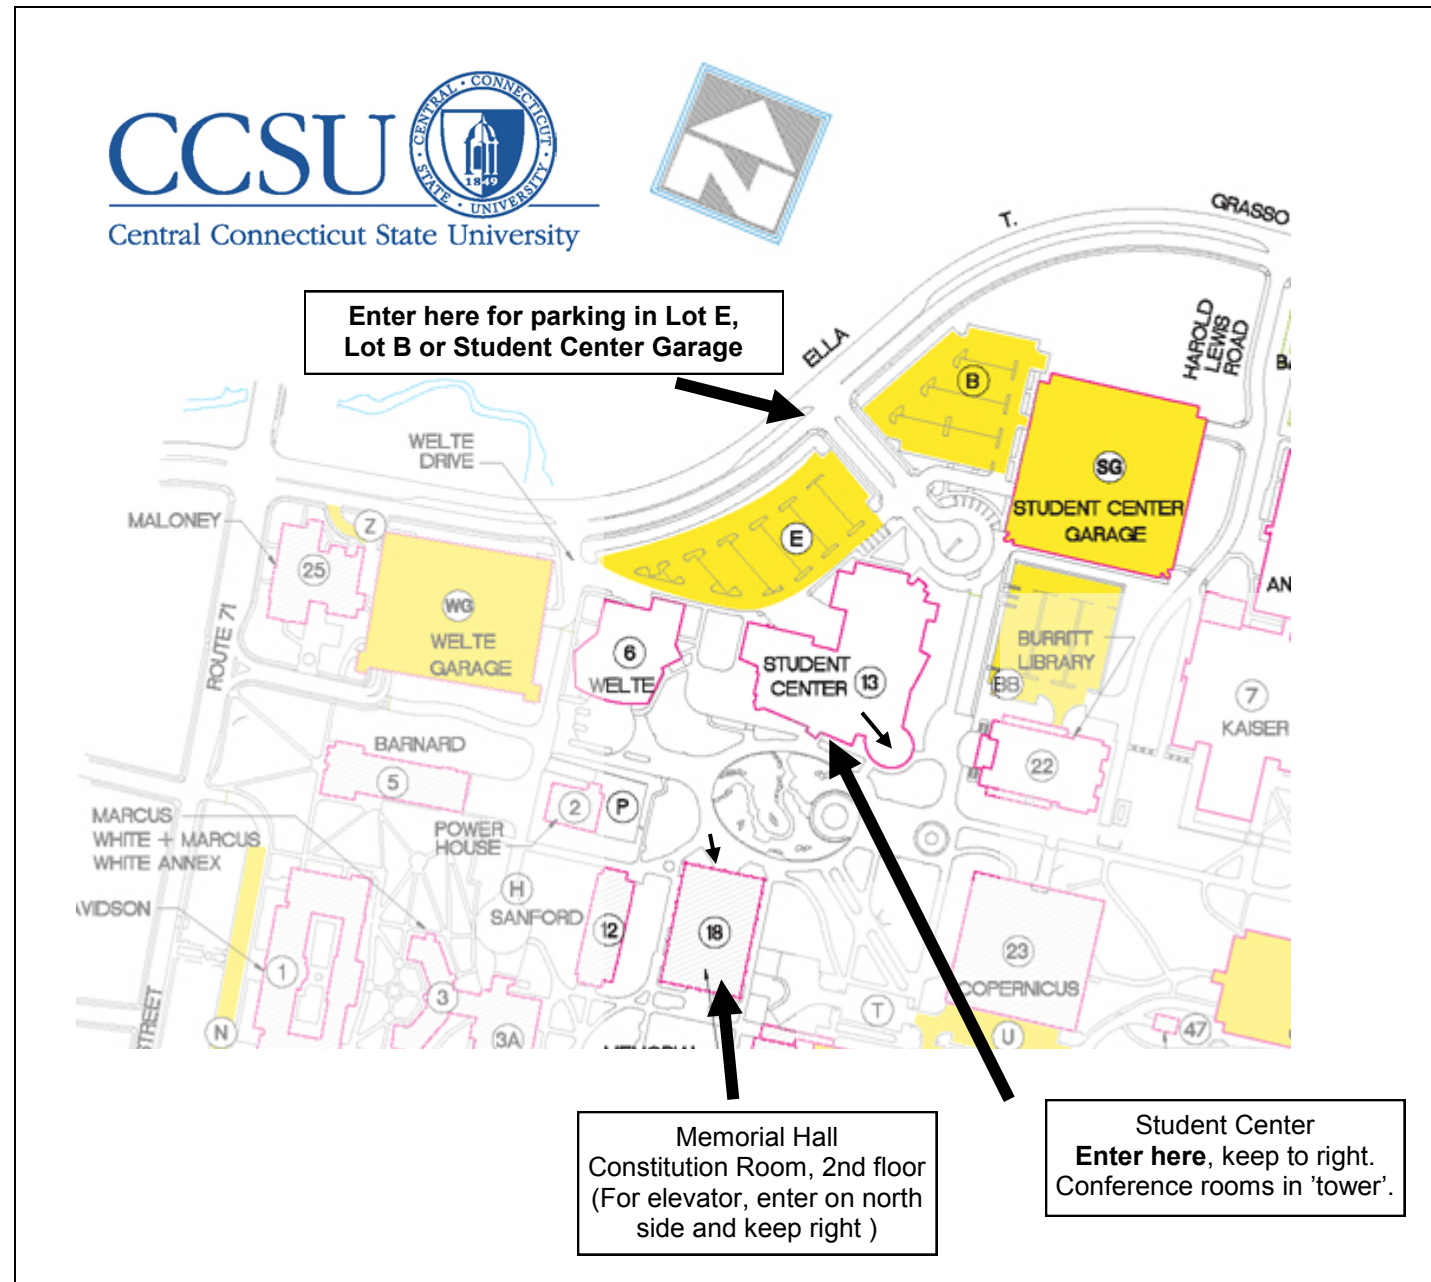 CCSU
CENTRAL · CONNECTICUT · STATE · UNIVERSITY
1849
Central Connecticut State University
N
ELLA T. GRASSO
Enter here for parking in Lot E,
Lot B or Student Center Garage
HAROLD
LEWIS
ROAD
B
WELTE
DRIVE
SG
STUDENT CENTER
GARAGE
MALONEY
Z
25
E
WG
WELTE
GARAGE
ROUTE 71
6
WELTE
STUDENT
CENTER
13
BURRITT
LIBRARY
BB
7
KAISER
BARNARD
5
22
2
P
MARCUS
WHITE + MARCUS
WHITE ANNEX
POWER
HOUSE
H
SANFORD
12
18
23
COPERNICUS
1
3
3A
N
STREET
T
U
47
Memorial Hall
Constitution Room, 2nd floor
(For elevator, enter on north
side and keep right )
Student Center
Enter here, keep to right.
Conference rooms in ’tower’.